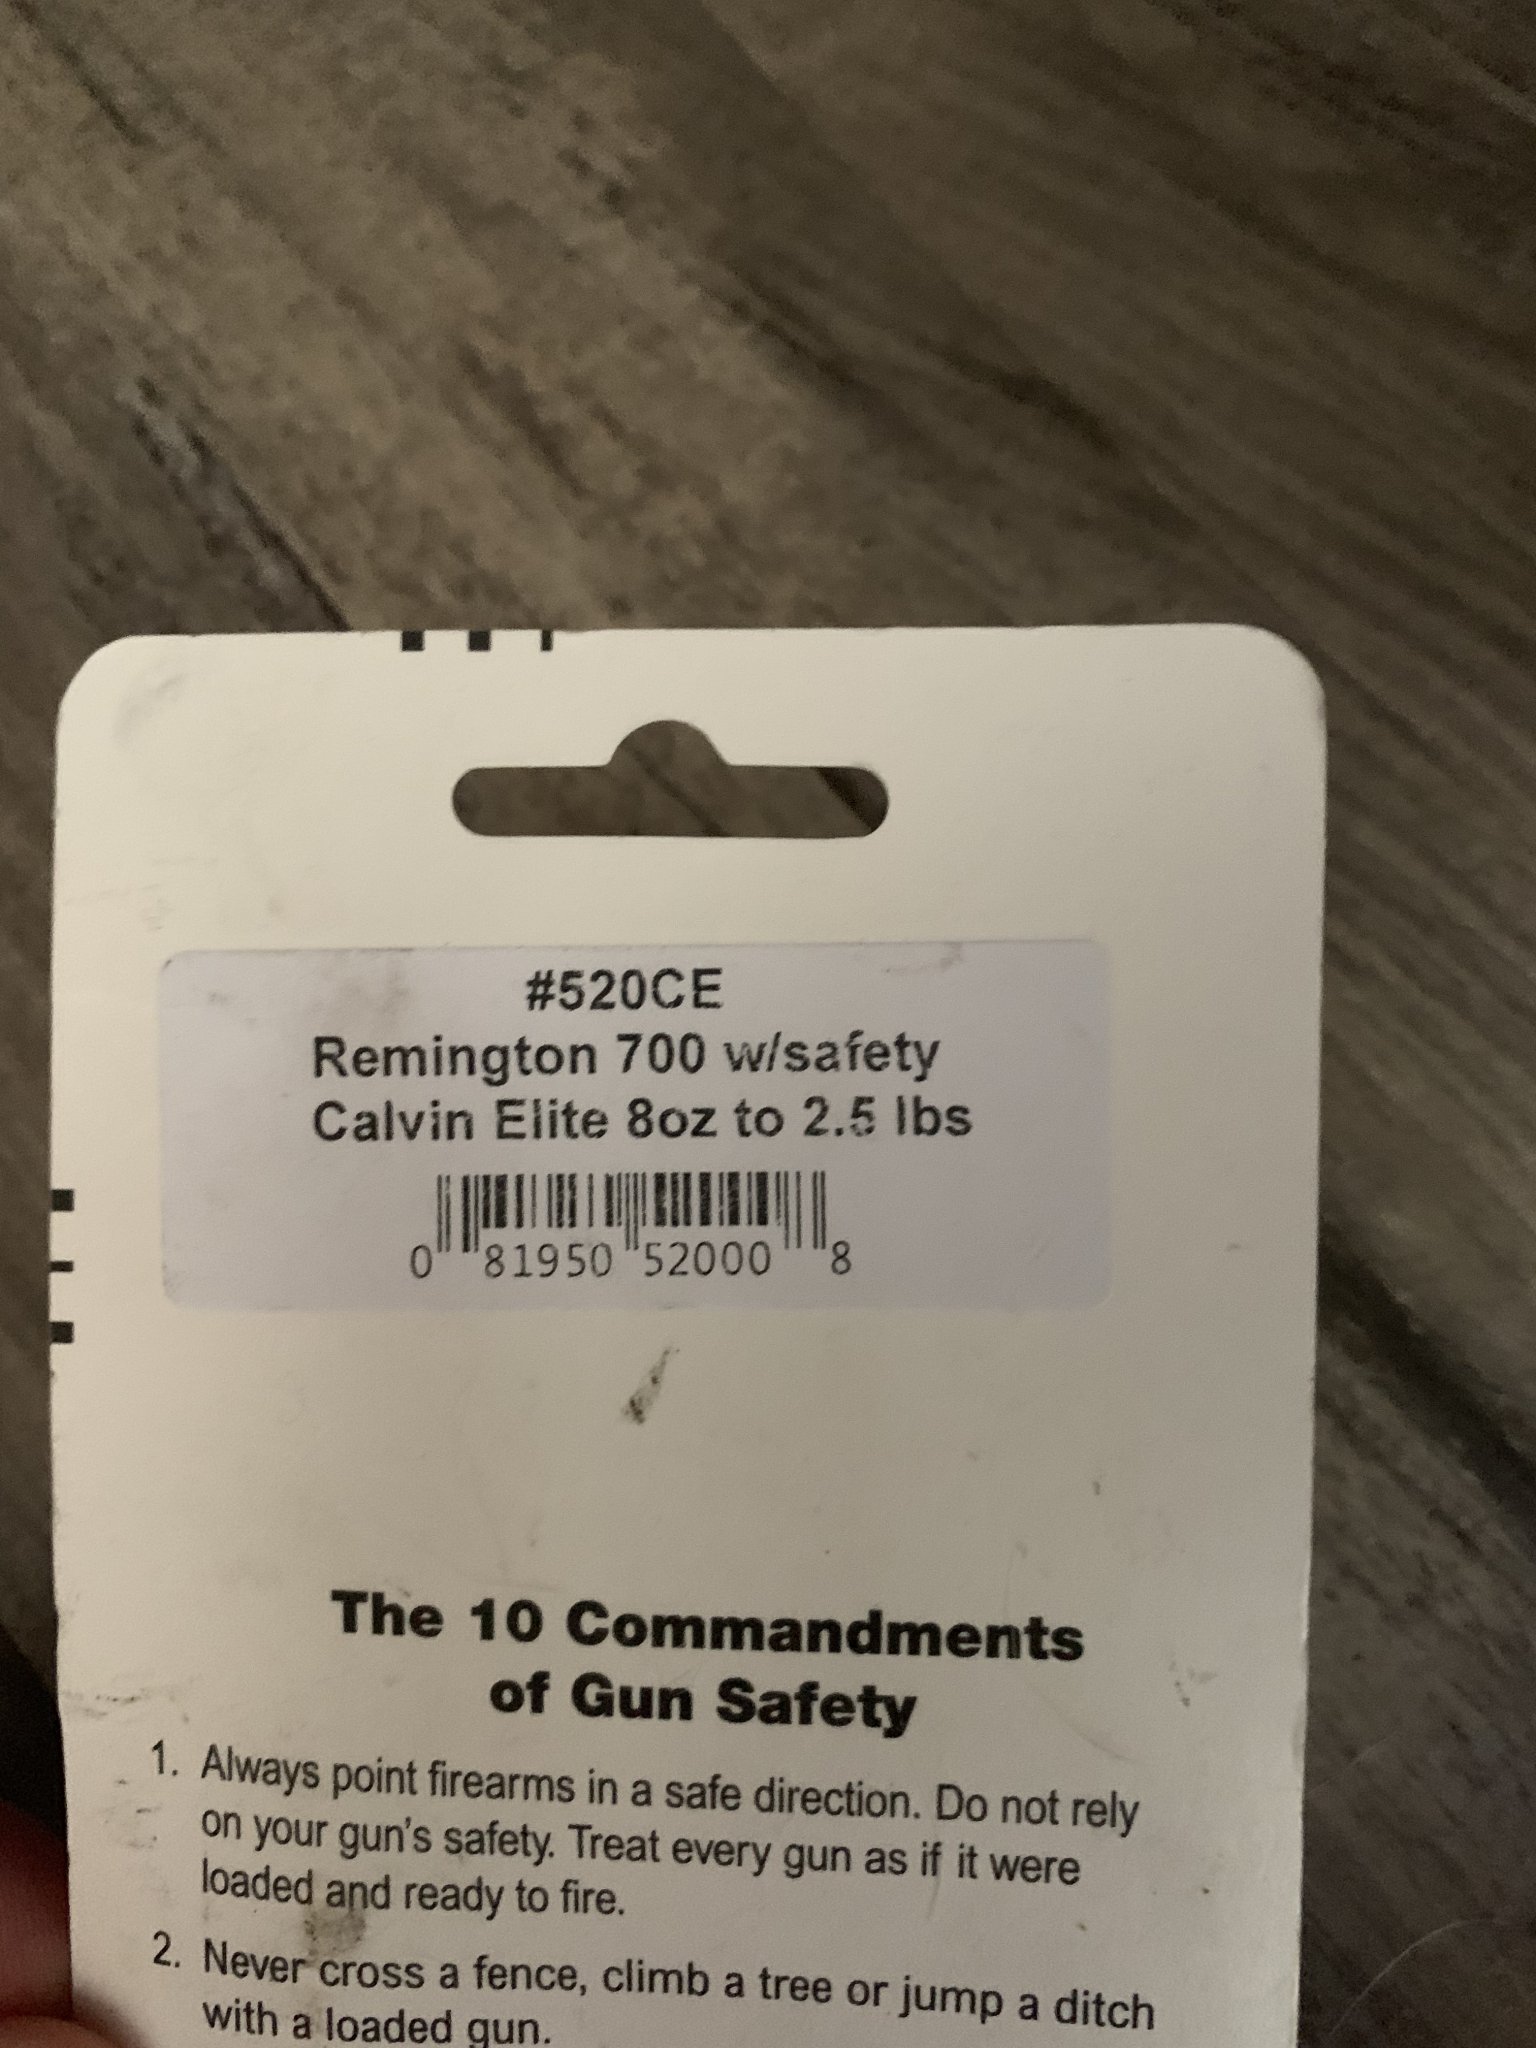 #520CE
Remington 700 w/safety
Calvin Elite 8oz to 2.5 lbs
0 81950 52000 8
The 10 Commandments
of Gun Safety
1. Always point firearms in a safe direction. Do not rely
on your gun's safety. Treat every gun as if it were
loaded and ready to fire.
2. Never cross a fence, climb a tree or jump a ditch
with a loaded gun.